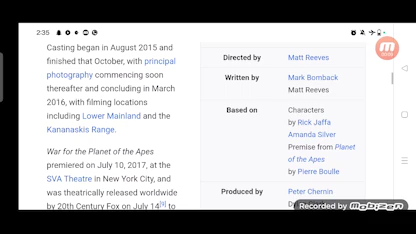 2:35
Casting began in August 2015 and
finished that October, with principal
photography commencing soon
thereafter and concluding in March
2016, with filming locations
including Lower Mainland and the
Kananaskis Range.
War for the Planet of the Apes
premiered on July 10, 2017, at the
SVA Theatre in New York City, and
was theatrically released worldwide
by 20th Century Fox on July 14[3] to
Directed by Matt Reeves
Written by Mark Bomback
Matt Reeves
Based on Characters
by Rick Jaffa
Amanda Silver
Premise from Planet
of the Apes
by Pierre Boulle
Produced by Peter Chernin
Recorded by Mobizen